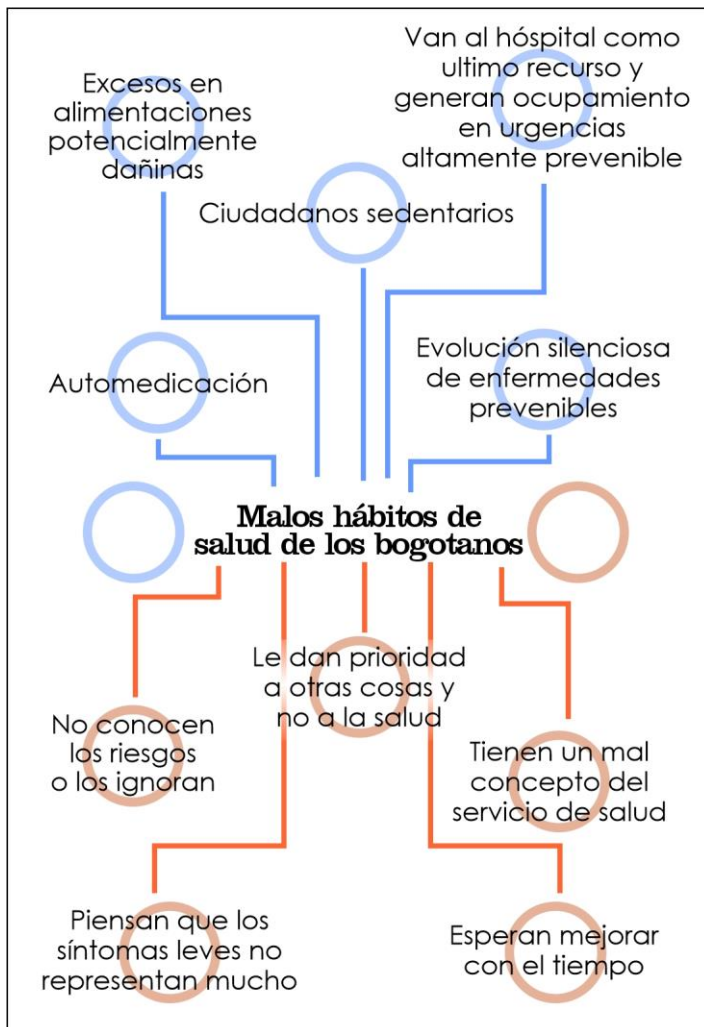 Excesos en
alimentaciones
potencialmente
dañinas
Van al hóspital como
ultimo recurso y
generan ocupamiento
en urgencias
altamente prevenible
Ciudadanos sedentarios
Automedicación
Evolución silenciosa
de enfermedades
prevenibles
Malos hábitos de
salud de los bogotanos
Le dan prioridad
a otras cosas y
no a la salud
No conocen
los riesgos
o los ignoran
Tienen un mal
concepto del
servicio de salud
Piensan que los
síntomas leves no
representan mucho
Esperan mejorar
con el tiempo